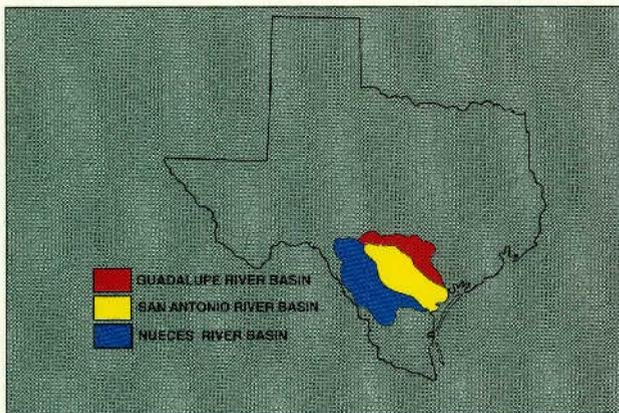 GUADALUPE RIVER BASIN
SAN ANTONIO RIVER BASIN
NUECES RIVER BASIN